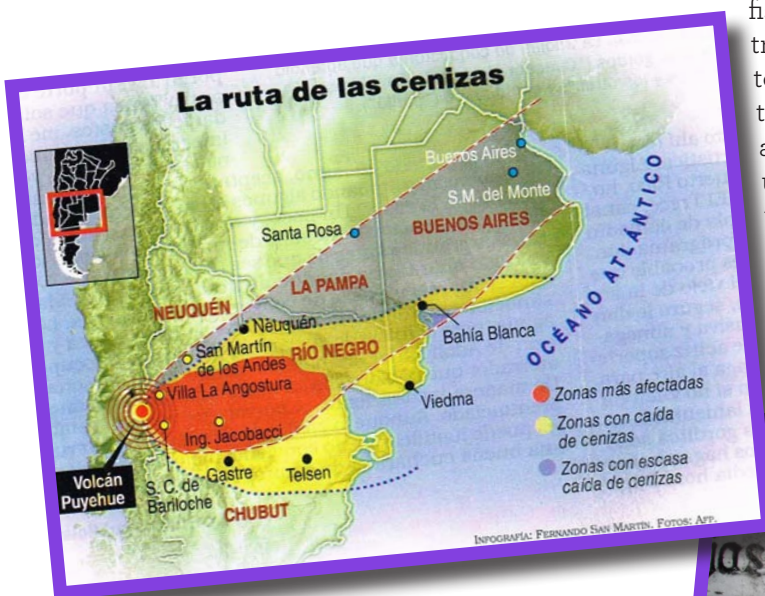 La ruta de las cenizas
Buenos Aires
S.M. del Monte
BUENOS AIRES
Santa Rosa
LA PAMPA
NEUQUÉN
Neuquén
San Martín
de los Andes
RÍO NEGRO
Bahía Blanca
OCÉANO ATLÁNTICO
Villa La Angostura
Viedma
Ing. Jacobacci
Volcán
Puyehue
S. C. de
Bariloche
Gastre
Telsen
CHUBUT
Zonas más afectadas
Zonas con caída
de cenizas
Zonas con escasa
caída de cenizas
INFOGRAFÍA: FERNANDO SAN MARTÍN. FOTOS: AFP.